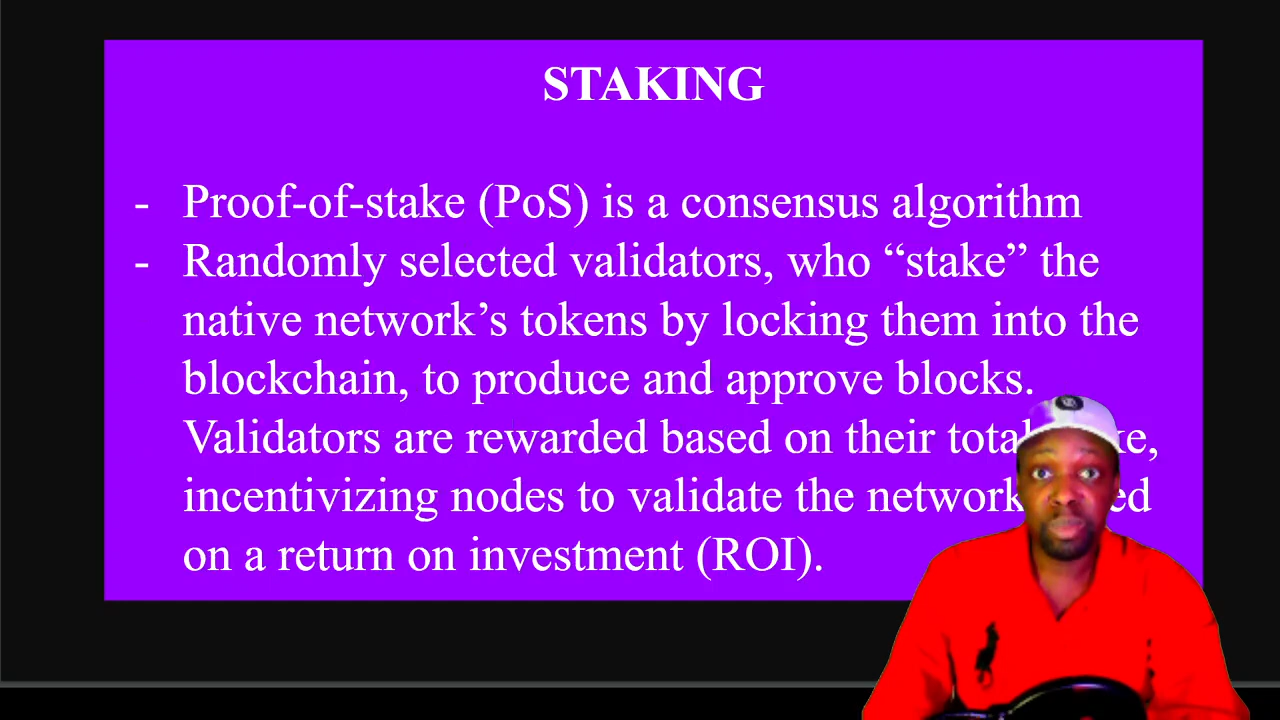 STAKING
- Proof-of-stake (PoS) is a consensus algorithm
- Randomly selected validators, who “stake” the
native network’s tokens by locking them into the
blockchain, to produce and approve blocks.
Validators are rewarded based on their total
incentivizing nodes to validate the network
on a return on investment (ROI).